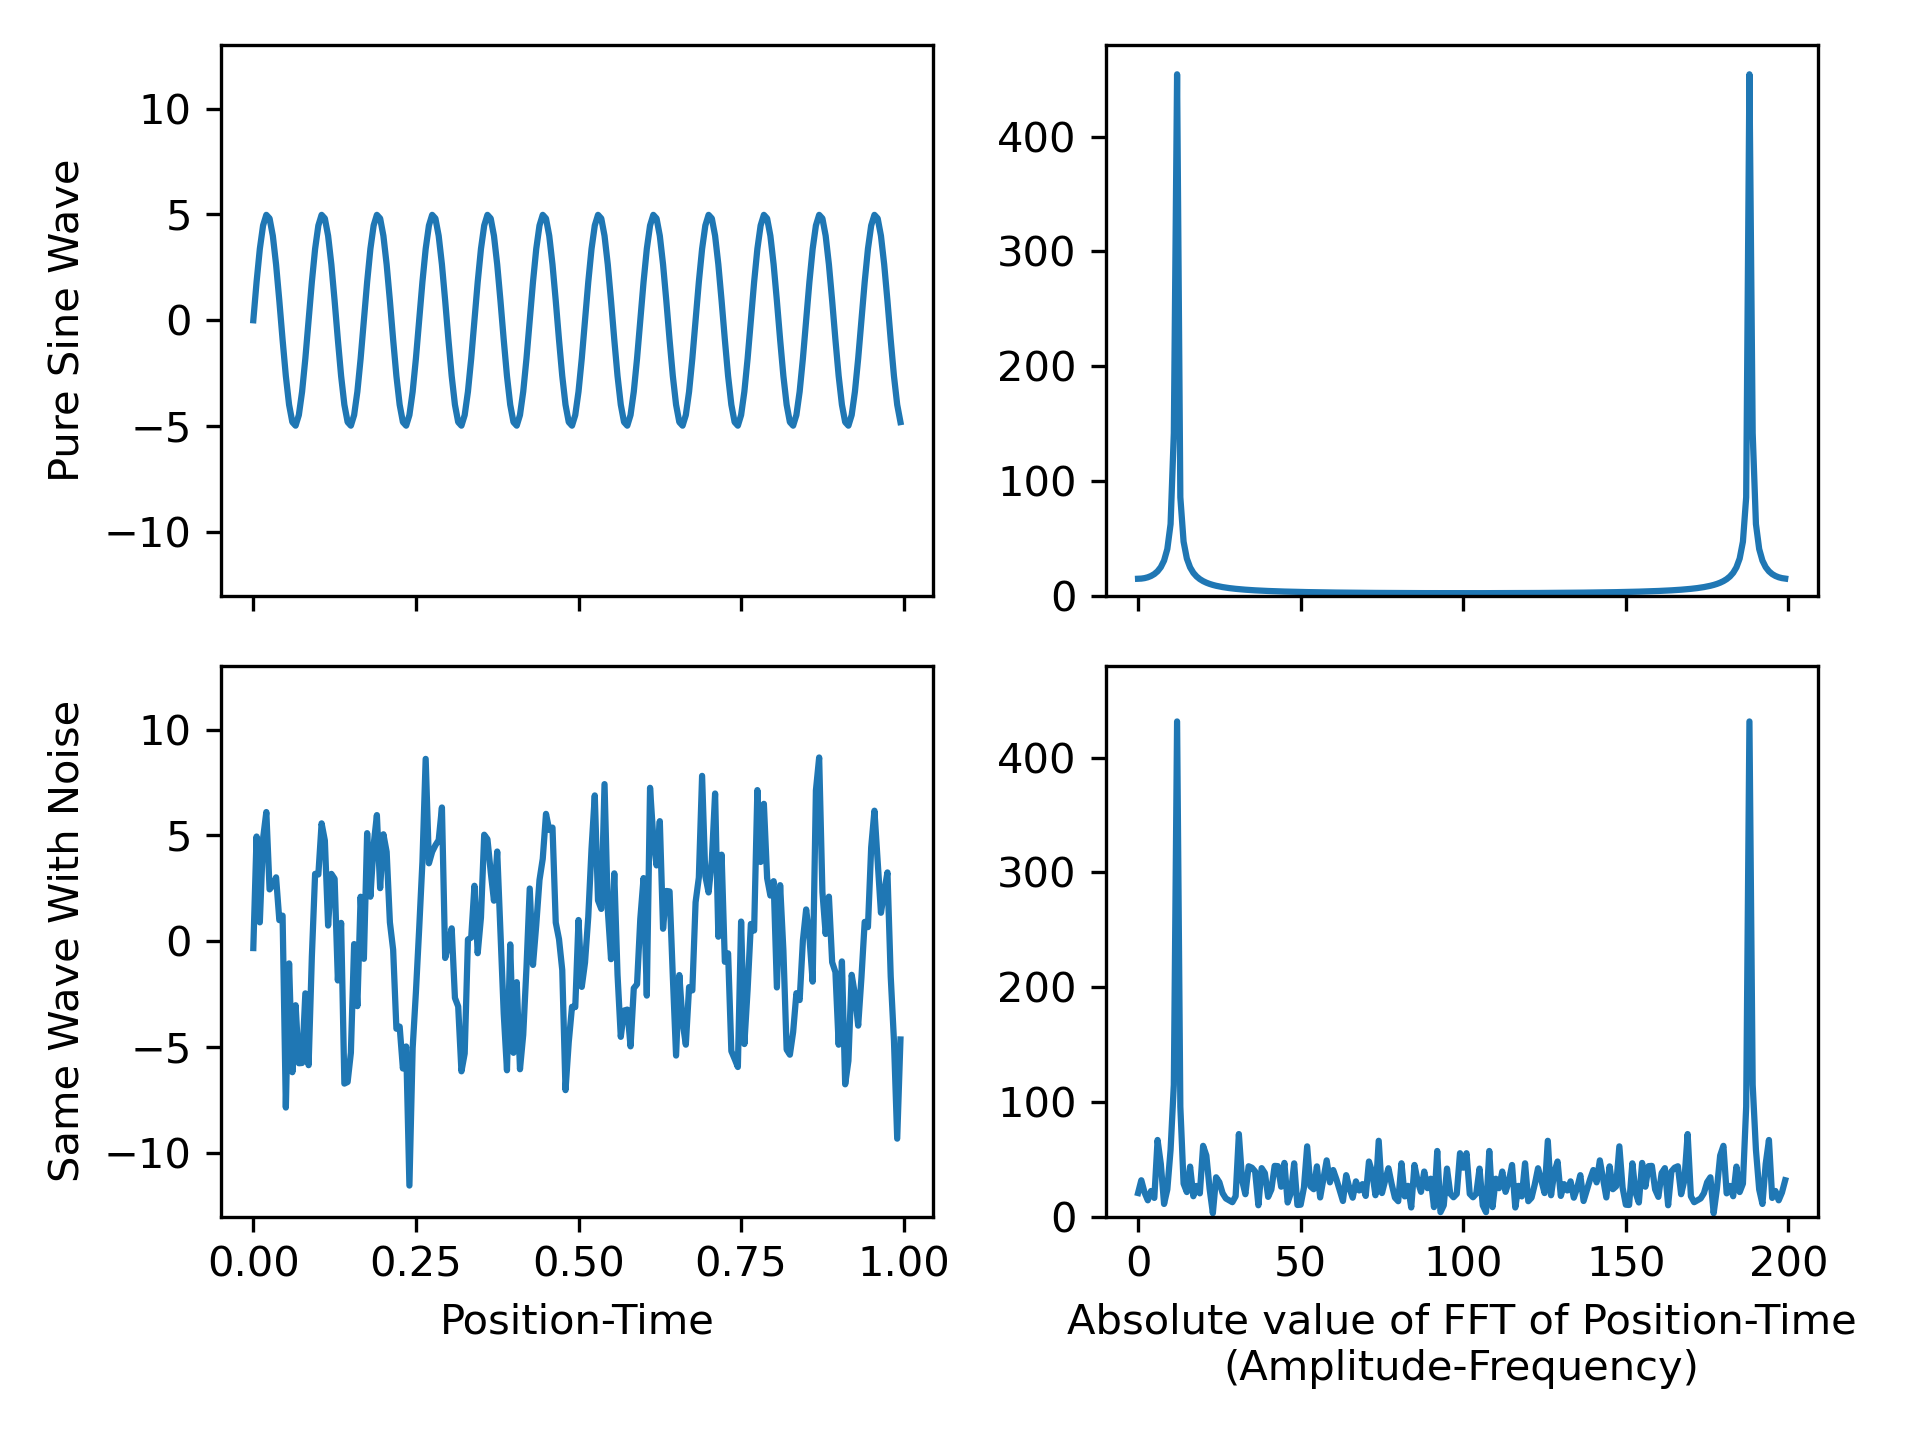 Pure Sine Wave
10
5
0
−5
−10
400
300
200
100
0
Same Wave With Noise
10
5
0
−5
−10
0.00 0.25 0.50 0.75 1.00
Position-Time
400
300
200
100
0
0 50 100 150 200
Absolute value of FFT of Position-Time
(Amplitude-Frequency)